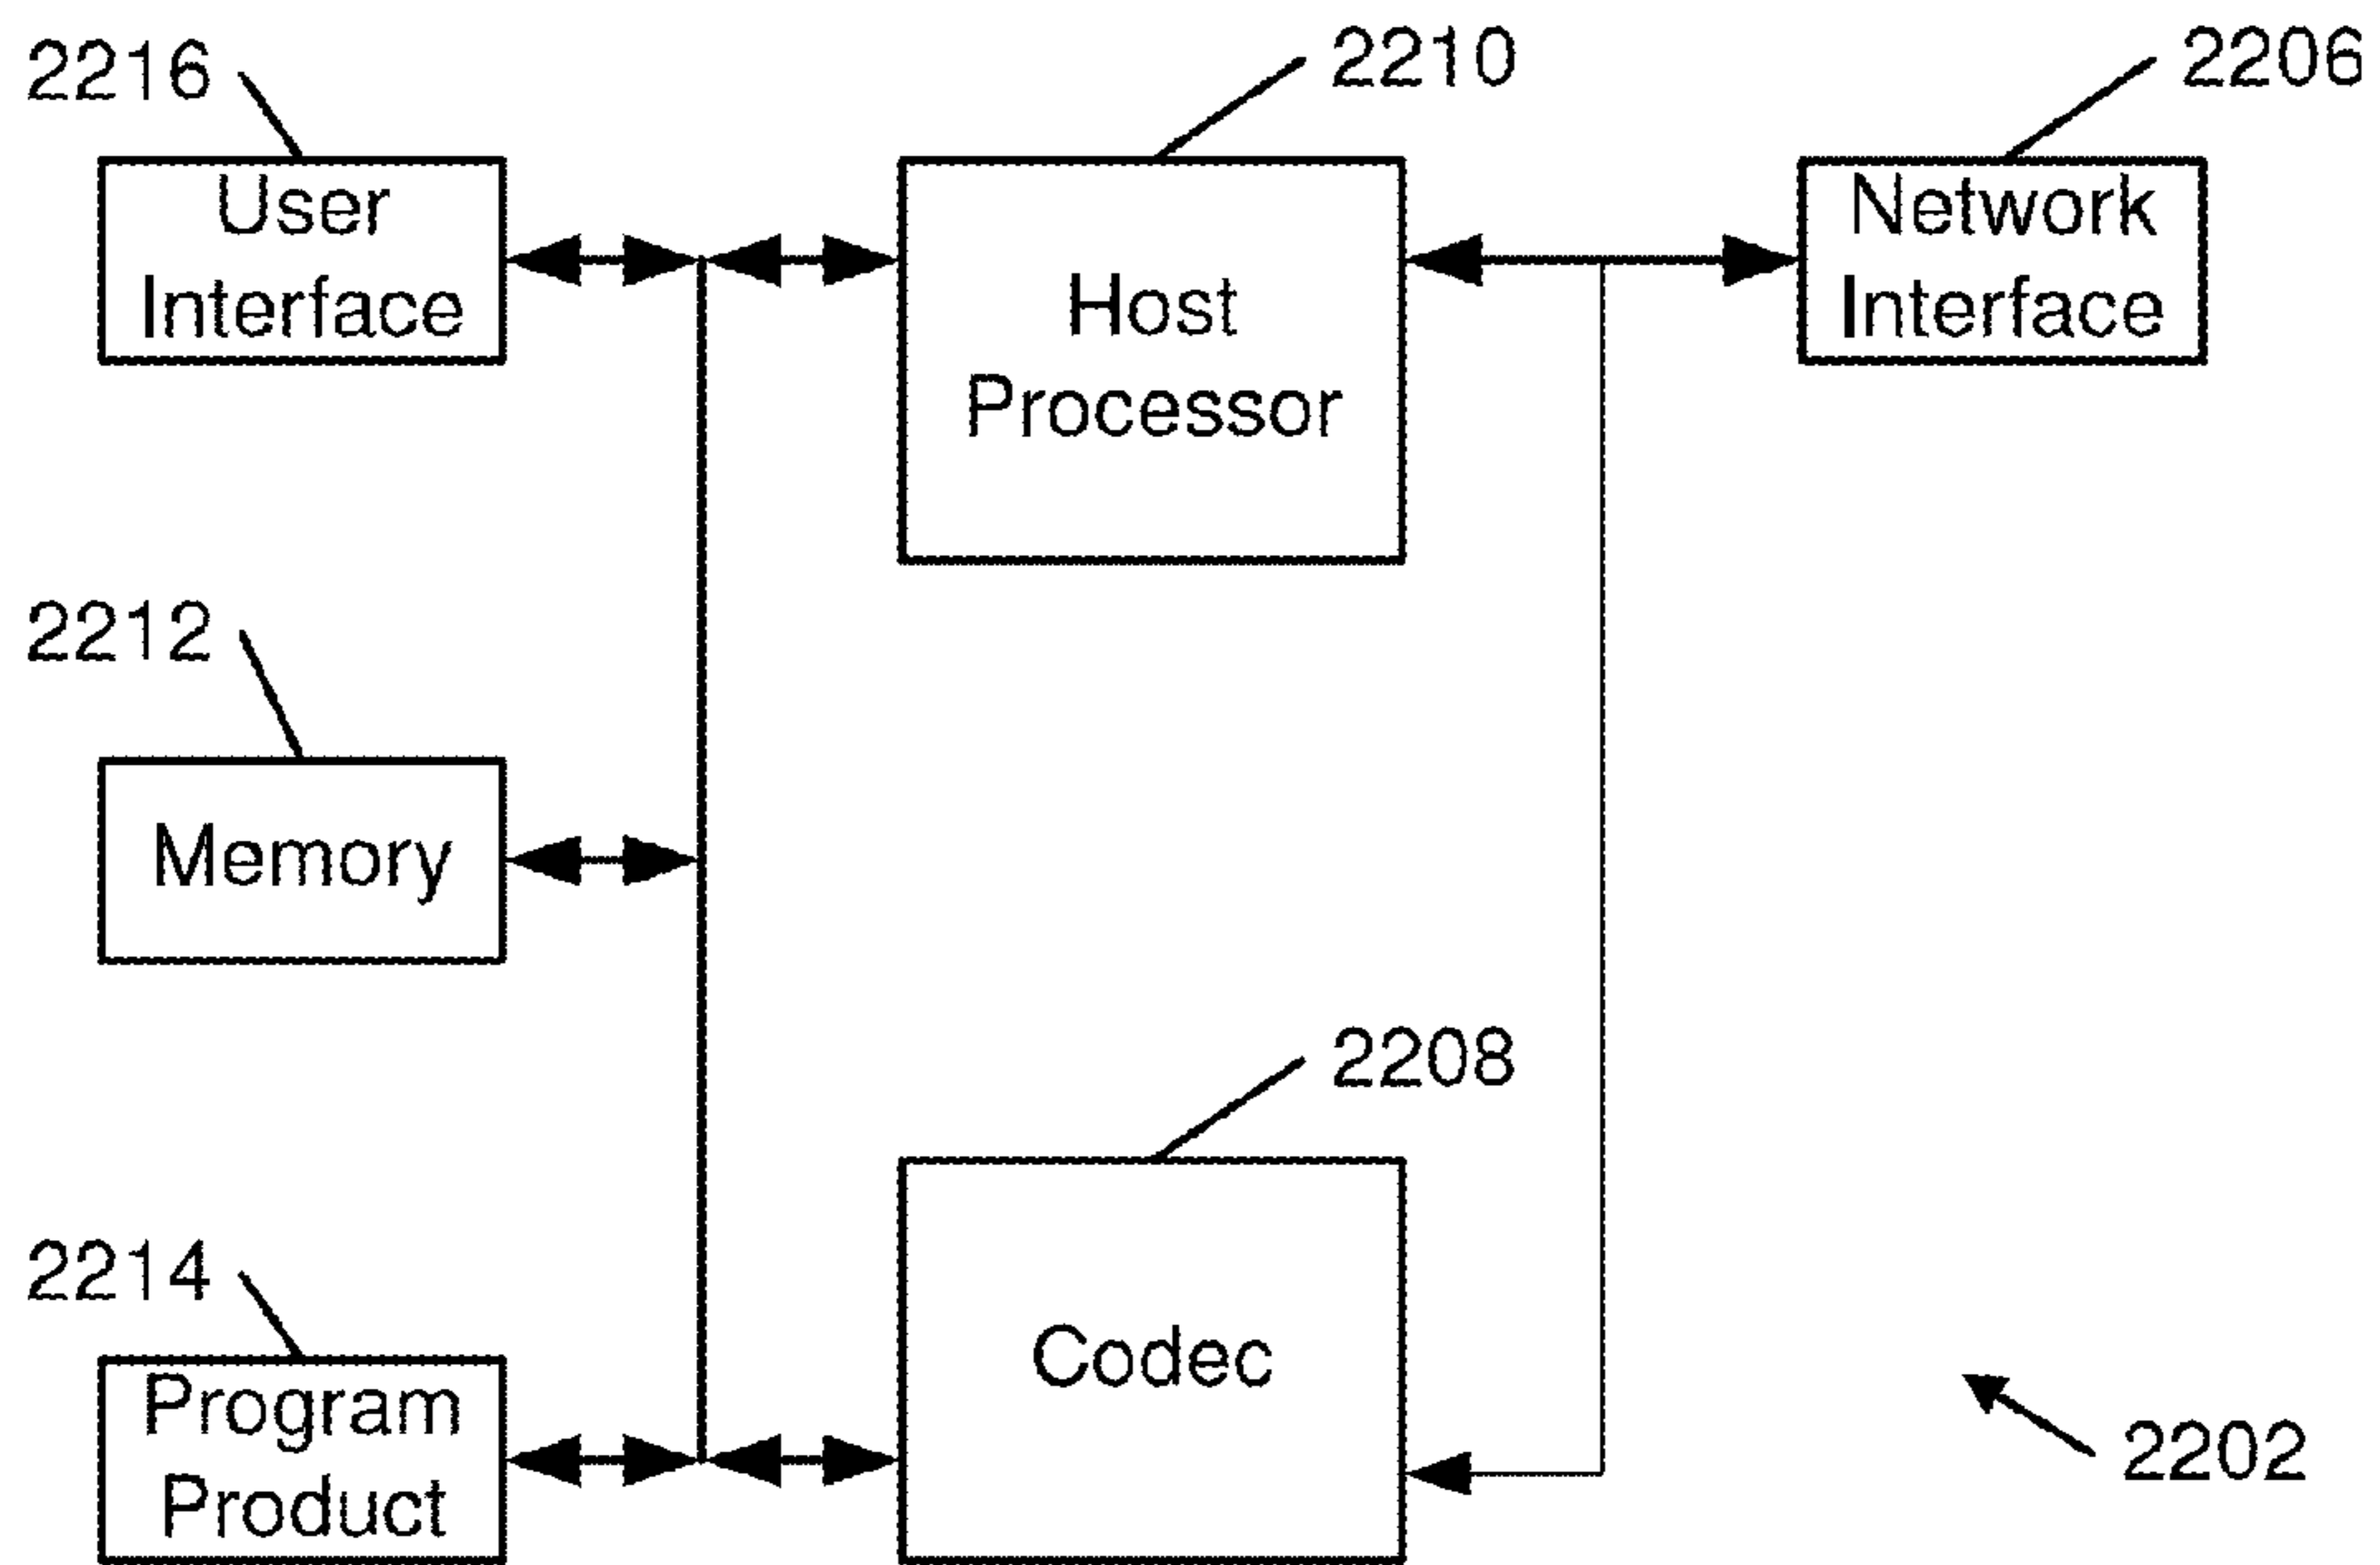 2216
2210
2206
User
Interface
Host
Processor
Network
Interface
2212
Memory
2208
2214
Program
Product
Codec
2202